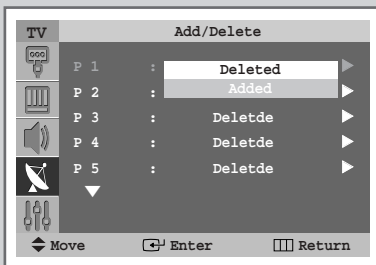 TV Add/Delete
P 1 : Deleted
Added
P 2 :
P 3 : Deletde
P 4 : Deletde
P 5 : Deletde
Move Enter Return